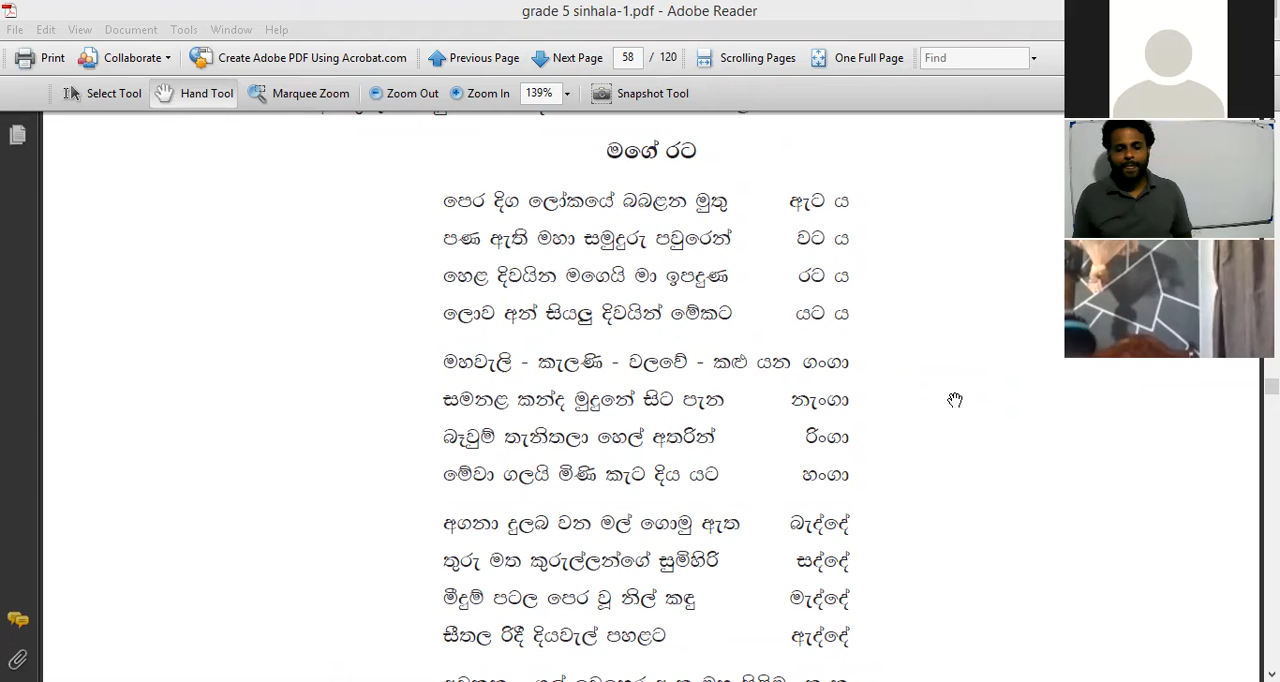 grade 5 sinhala-1.pdf - Adobe Reader
File Edit View Document Tools Window Help
Print Collaborate Create Adobe PDF Using Acrobat.com Previous Page Next Page 58 / 120 Scrolling Pages One Full Page Find
Select Tool Hand Tool Marquee Zoom Zoom Out Zoom In 139% Snapshot Tool
මගේ රට
පෙර දිග ලෝකයේ බබළන මුතු ඇට ය
පණ ඇති මහා සමුදුරු පවුරෙන් වට ය
හෙළ දිවයින මගෙයි මා ඉපදුණ රට ය
ලොව අන් සියලු දිවයින් මේකට යට ය
මහවැලි - කැලණි - වලවේ - කළු යන ගංගා
සමනළ කන්ද මුදුනේ සිට පැන නැංගා
බෑවුම් තැනිතලා හෙල් අතරින් රිංගා
මේවා ගලයි මිණි කැට දිය යට හංගා
අගනා දුලබ වන මල් ගොමු ඇත බැද්දේ
තුරු මත කුරුල්ලන්ගේ සුමිහිරි සද්දේ
මීදුම් පටල පෙර වූ නිල් කඳු මැද්දේ
සීතල රිදී දියවැල් පහළට ඇද්දේ